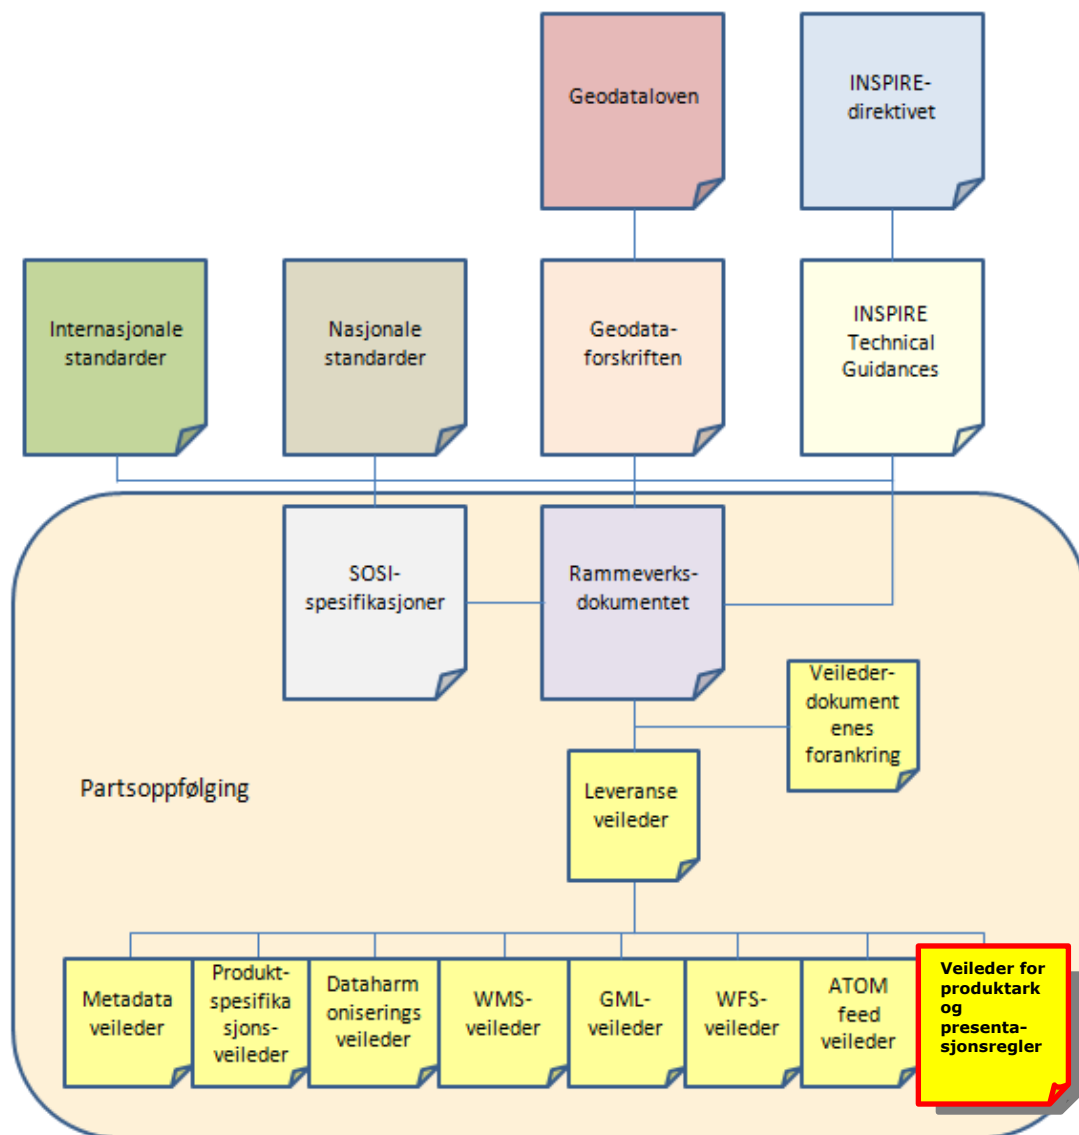 Geodataloven
INSPIRE-
direktivet
Internasjonale
standarder
Nasjonale
standarder
Geodata-
forskriften
INSPIRE
Technical
Guidances
SOSI-
spesifikasjoner
Rammeverks-
dokumentet
Veileder-
dokument
enes
forankring
Partsoppfølging
Leveranse
veileder
Metadata
veileder
Produkt-
spesifika
sjons-
veileder
Dataharm
oniserings
veileder
WMS-
veileder
GML-
veileder
WFS-
veileder
ATOM
feed
veileder
Veileder for
produktark
og
presenta-
sjonsregler